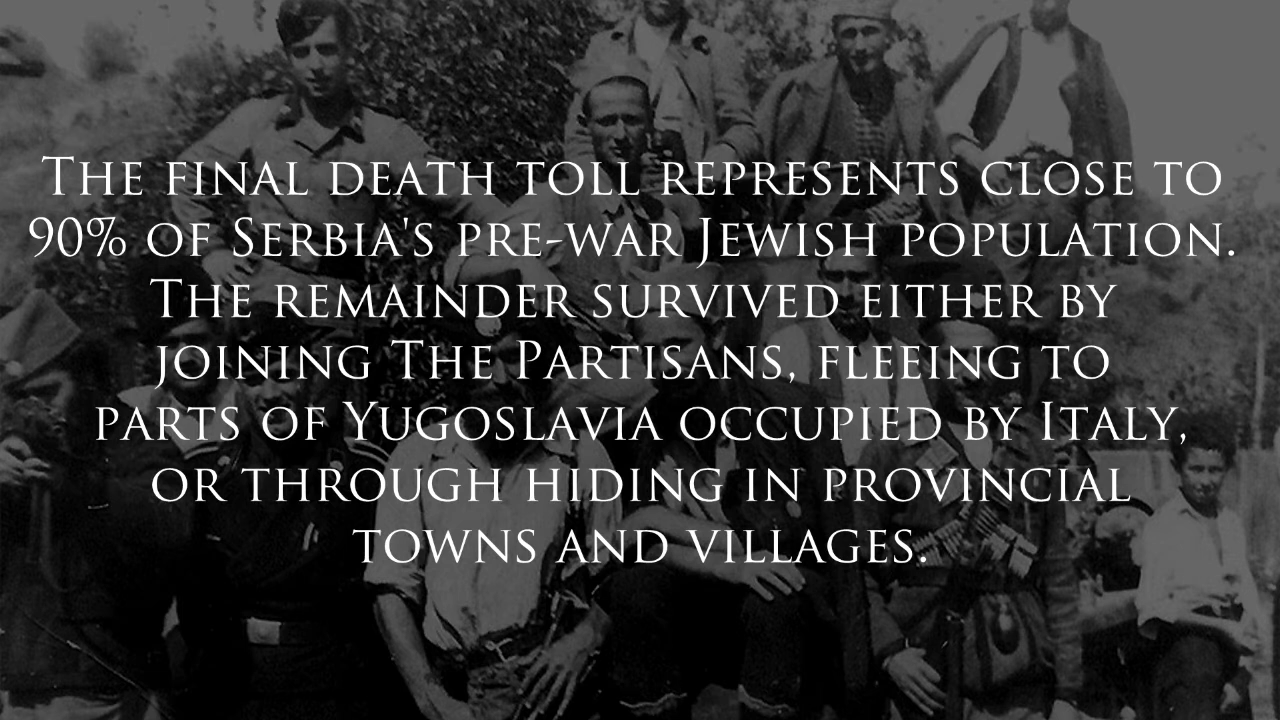 The final death toll represents close to
90% of Serbia's pre-war Jewish population.
The remainder survived either by
joining The Partisans, fleeing to
parts of Yugoslavia occupied by Italy,
or through hiding in provincial
towns and villages.